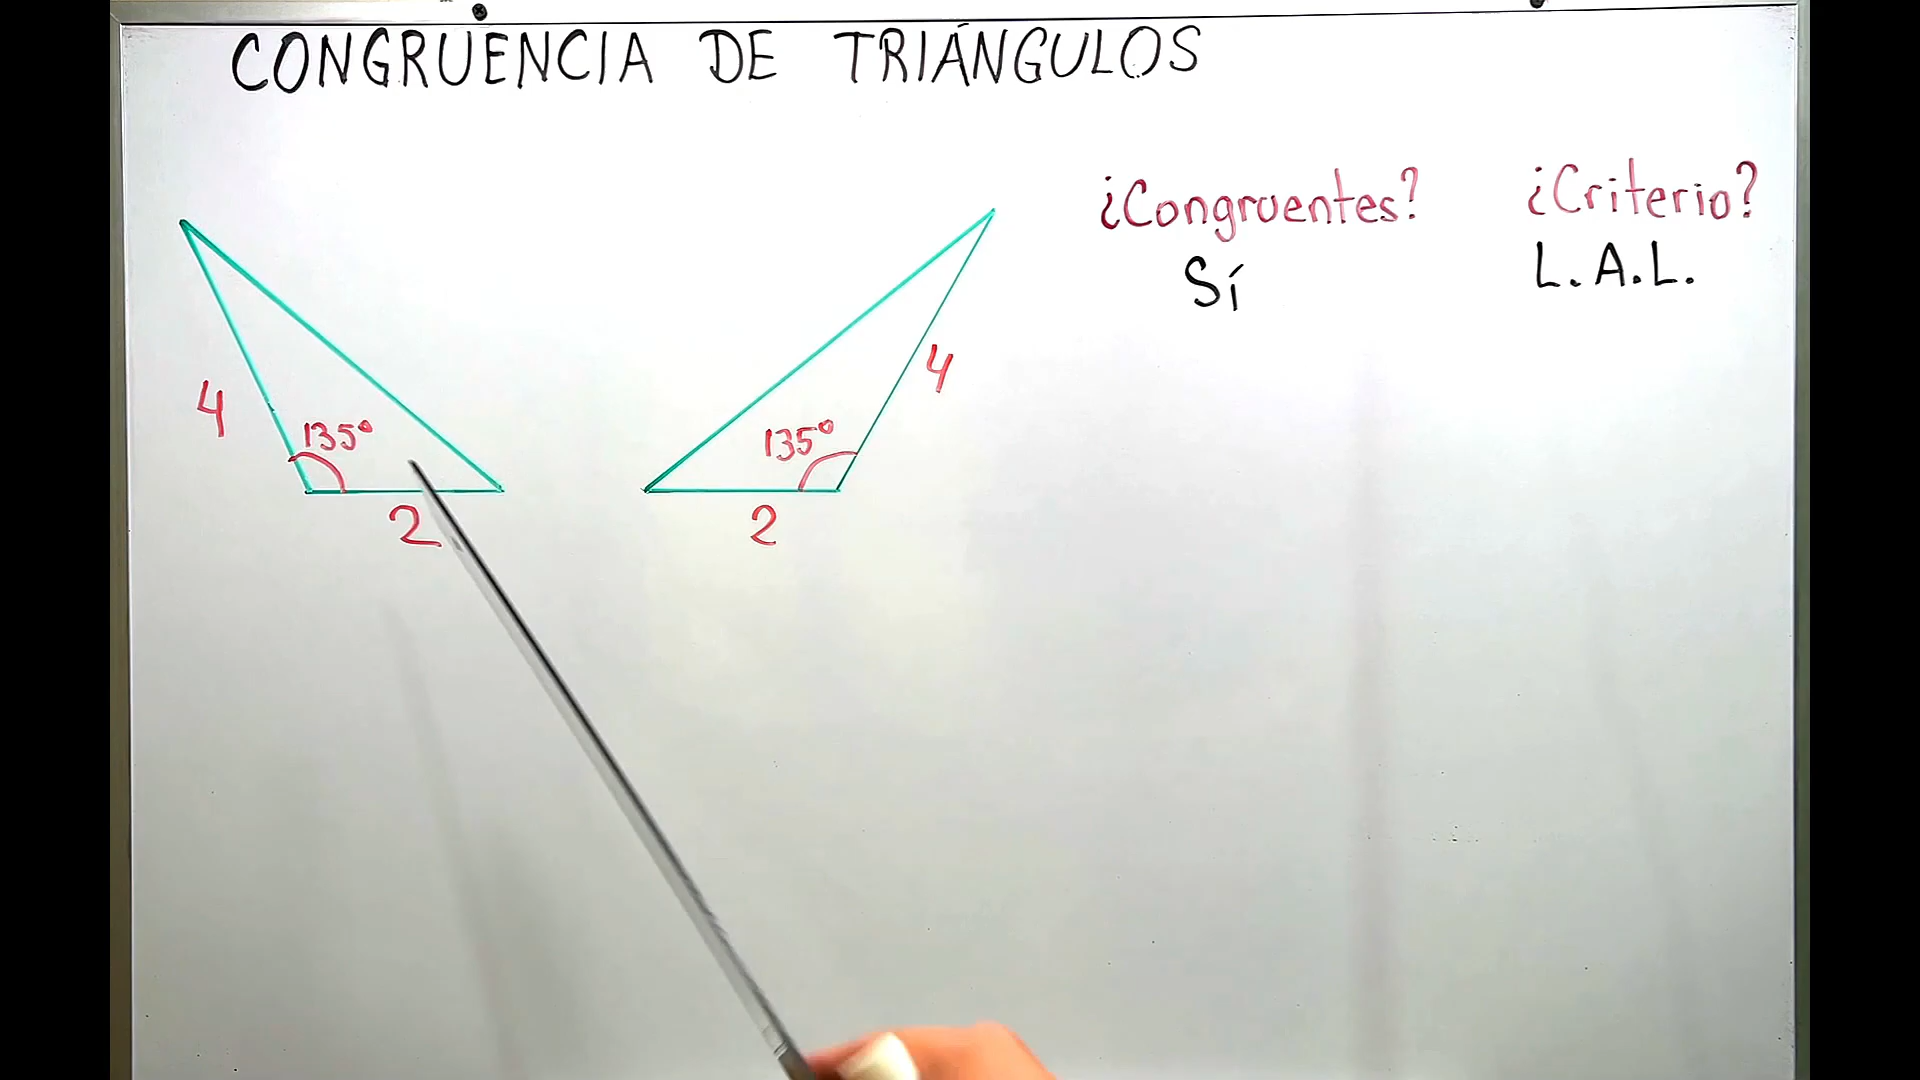 CONGRUENCIA DE TRIÁNGULOS
¿Congruentes? ¿Criterio?
Sí L.A.L.
4 135° 2
135° 4 2